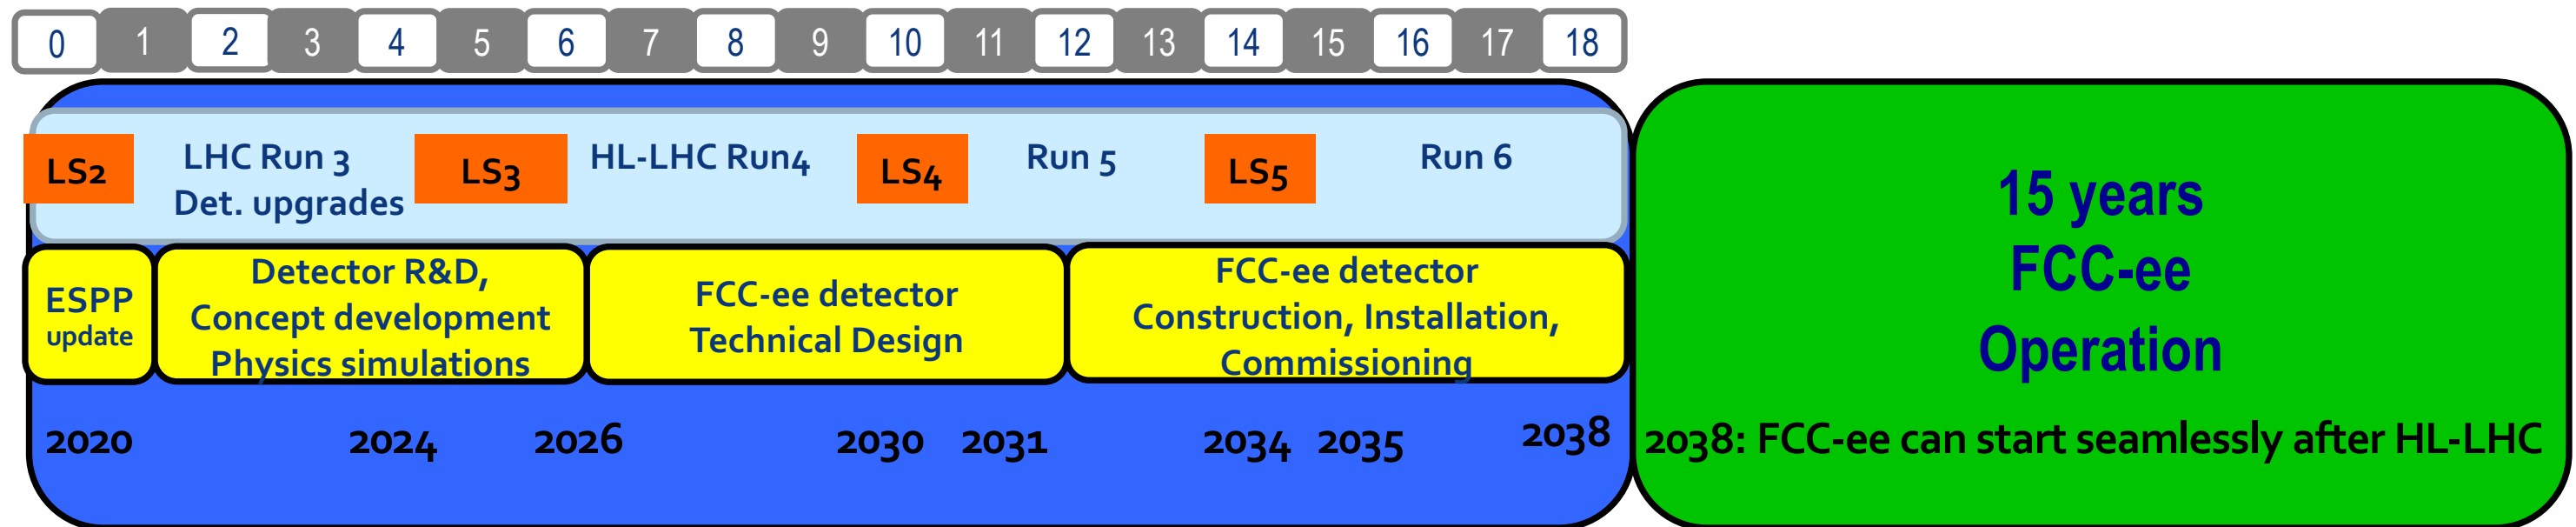 0 1 2 3 4 5 6 7 8 9 10 11 12 13 14 15 16 17 18
LS2
LHC Run 3
Det. upgrades
LS3
HL-LHC Run4
LS4
Run 5
LS5
Run 6
ESPP
update
Detector R&D,
Concept development
Physics simulations
FCC-ee detector
Technical Design
FCC-ee detector
Construction, Installation,
Commissioning
2020 2024 2026 2030 2031 2034 2035 2038
15 years
FCC-ee
Operation
2038: FCC-ee can start seamlessly after HL-LHC